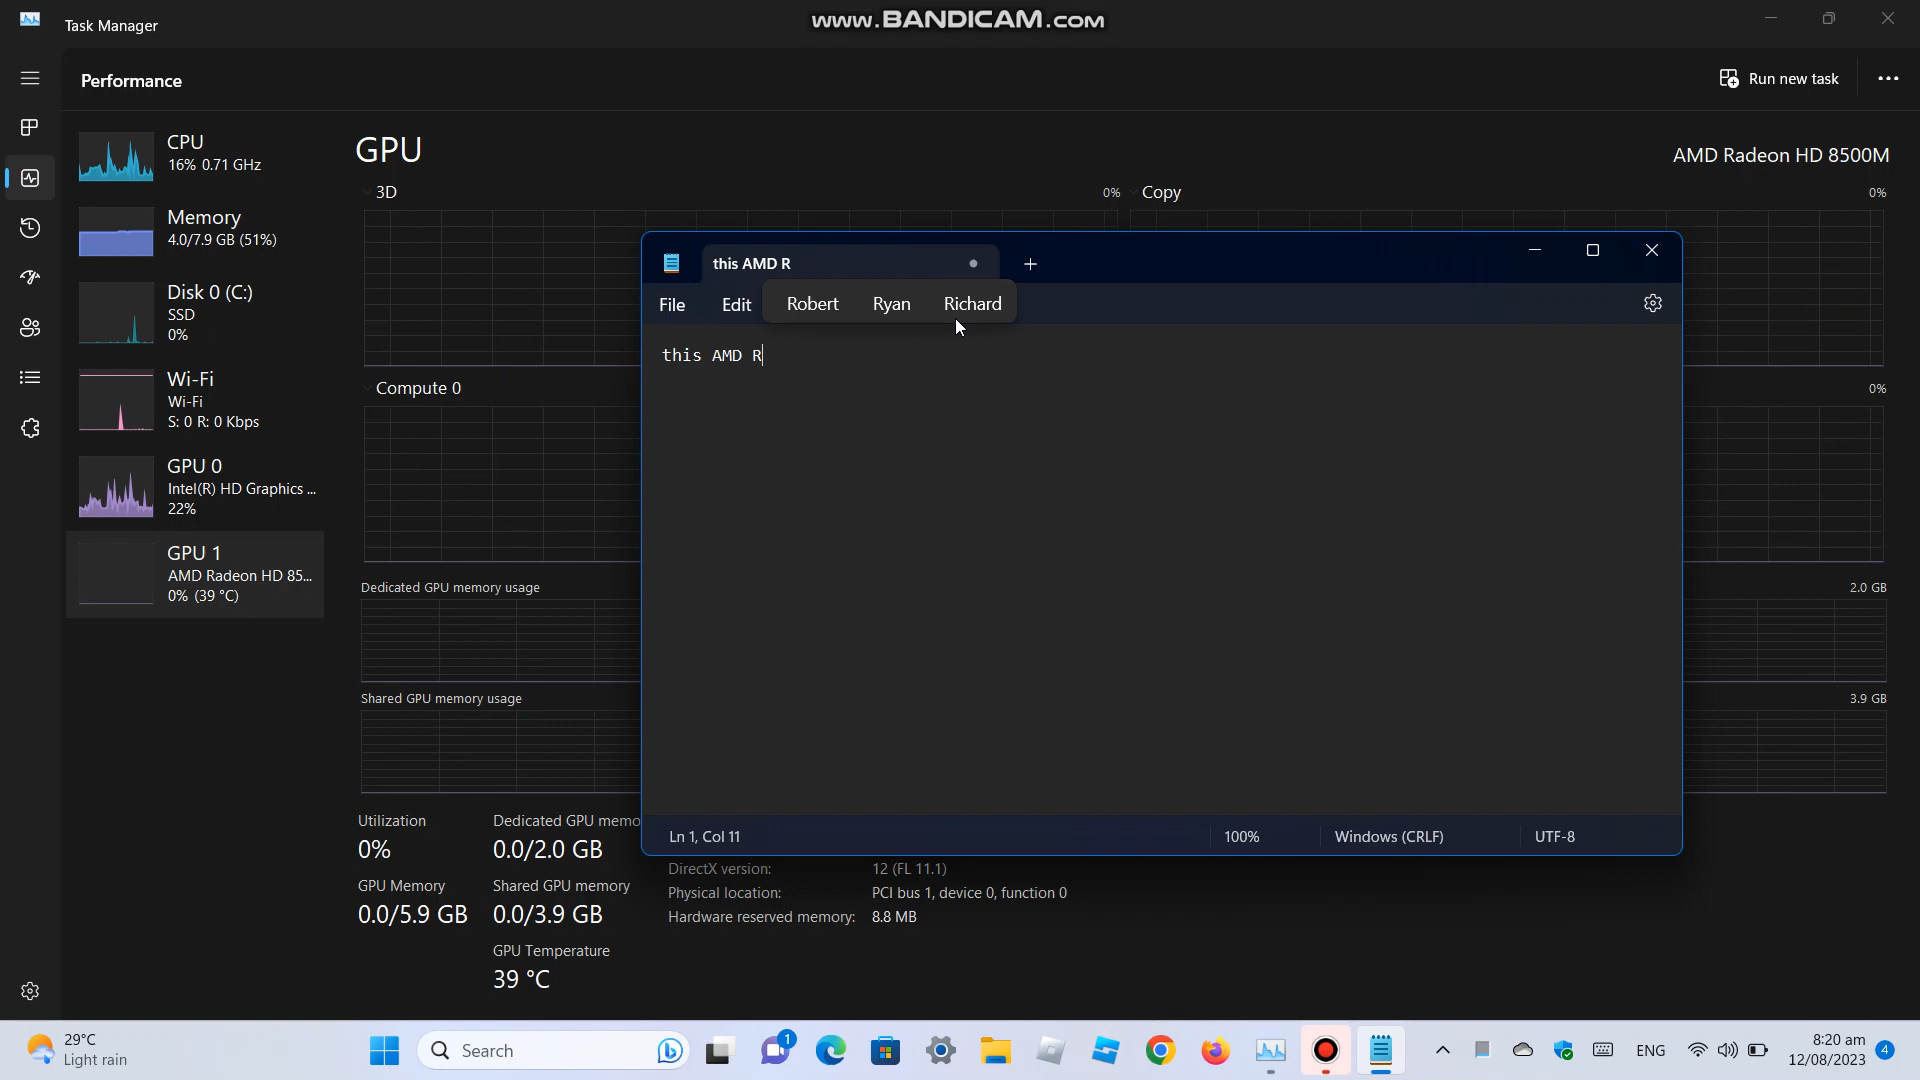 Task Manager
www.BANDICAM.com
Performance
Run new task
CPU
16% 0.71 GHz
Memory
4.0/7.9 GB (51%)
Disk 0 (C:)
SSD
0%
Wi-Fi
Wi-Fi
S: 0 R: 0 Kbps
GPU 0
Intel(R) HD Graphics ...
22%
GPU 1
AMD Radeon HD 85...
0% (39 °C)
GPU
AMD Radeon HD 8500M
3D
0%
Copy
0%
Compute 0
0%
Dedicated GPU memory usage
2.0 GB
Shared GPU memory usage
3.9 GB
this AMD R
File
Edit
Robert
Ryan
Richard
this AMD R
Ln 1, Col 11
100%
Windows (CRLF)
UTF-8
Utilization
0%
Dedicated GPU memo
0.0/2.0 GB
GPU Memory
0.0/5.9 GB
Shared GPU memory
0.0/3.9 GB
GPU Temperature
39 °C
DirectX version:
12 (FL 11.1)
Physical location:
PCI bus 1, device 0, function 0
Hardware reserved memory:
8.8 MB
29°C
Light rain
Search
1
ENG
8:20 am
12/08/2023
4